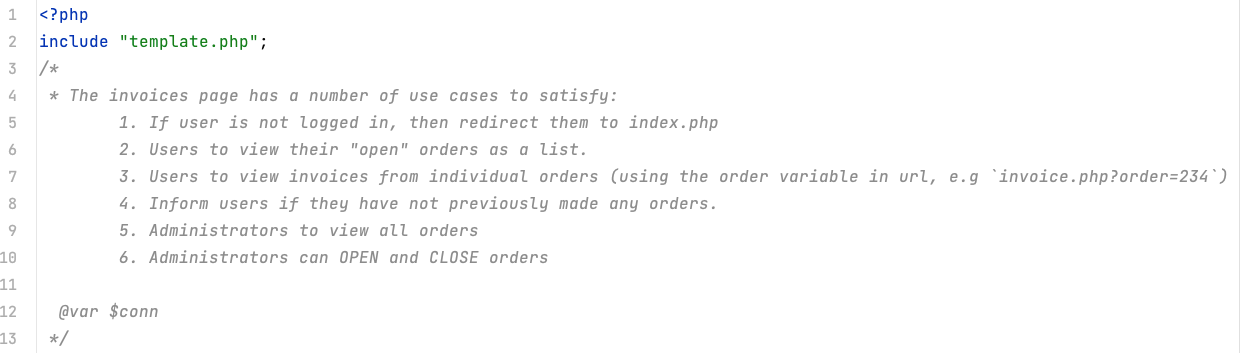 1 <?php
2 include "template.php";
3 /*
4  * The invoices page has a number of use cases to satisfy:
5         1. If user is not logged in, then redirect them to index.php
6         2. Users to view their "open" orders as a list.
7         3. Users to view invoices from individual orders (using the order variable in url, e.g `invoice.php?order=234`)
8         4. Inform users if they have not previously made any orders.
9         5. Administrators to view all orders
10         6. Administrators can OPEN and CLOSE orders
11
12   @var $conn
13  */